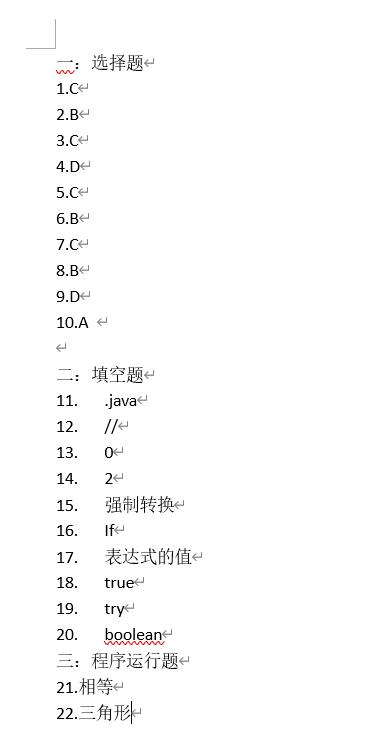 一：选择题
1.C
2.B
3.C
4.D
5.C
6.B
7.C
8.B
9.D
10.A
二：填空题
11. .java
12. //
13. 0
14. 2
15. 强制转换
16. If
17. 表达式的值
18. true
19. try
20. boolean
三：程序运行题
21.相等
22.三角形